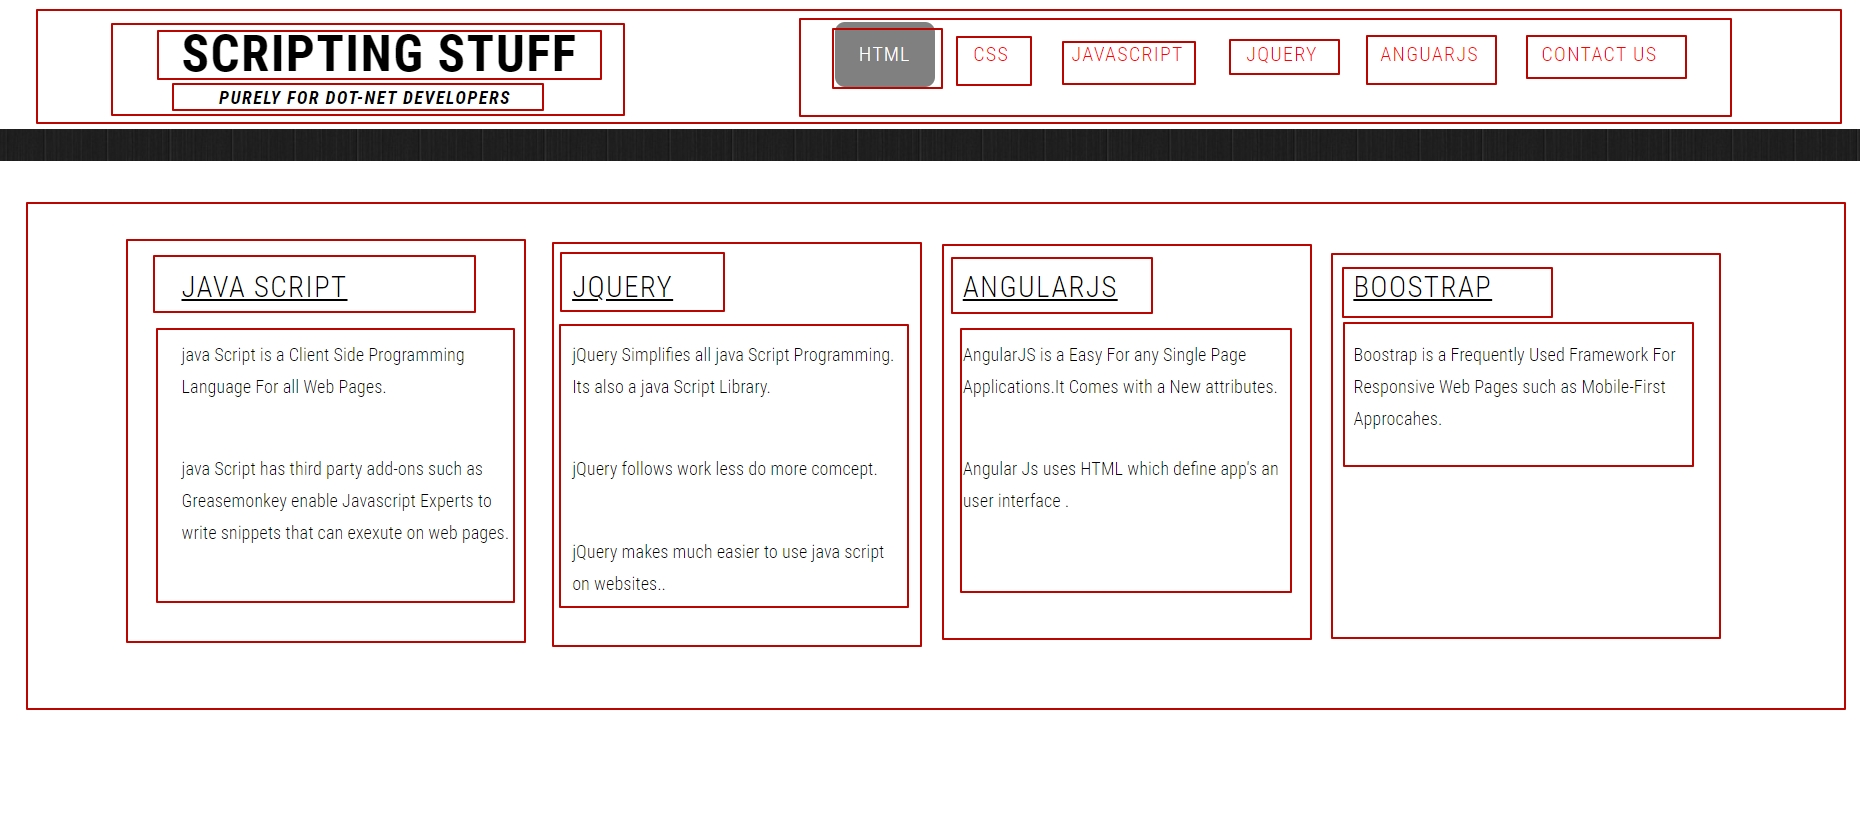 SCRIPTING STUFF
PURELY FOR DOT-NET DEVELOPERS
HTML CSS JAVASCRIPT JQUERY ANGUARJS CONTACT US
JAVA SCRIPT
java Script is a Client Side Programming
Language For all Web Pages.
java Script has third party add-ons such as
Greasemonkey enable Javascript Experts to
write snippets that can exexute on web pages.
JQUERY
jQuery Simplifies all java Script Programming.
Its also a java Script Library.
jQuery follows work less do more comcept.
jQuery makes much easier to use java script
on websites..
ANGULARJS
AngularJS is a Easy For any Single Page
Applications.It Comes with a New attributes.
Angular Js uses HTML which define app's an
user interface .
BOOSTRAP
Boostrap is a Frequently Used Framework For
Responsive Web Pages such as Mobile-First
Approcahes.